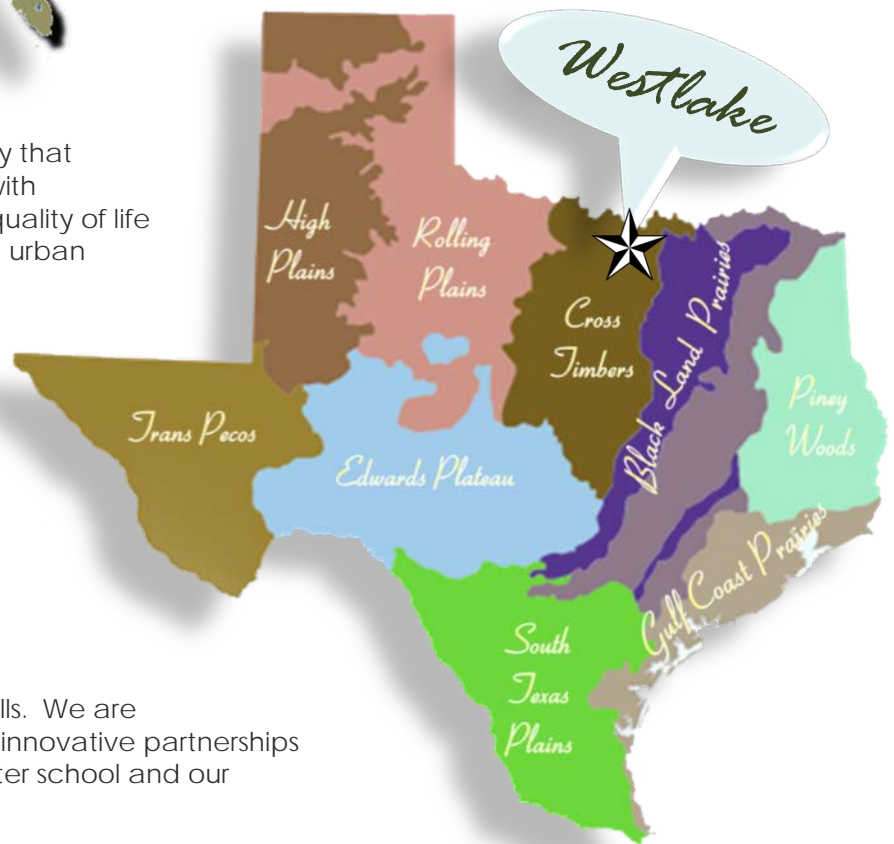 Westlake
y that
with
quality of life
urban
High
Plains
Rolling
Plains
Cross
Timbers
Black Land Prairies
Piney
Woods
Trans Pecos
Edwards Plateau
Gulf Coast Prairies
South
Texas
Plains
lls. We are
innovative partnerships
ter school and our